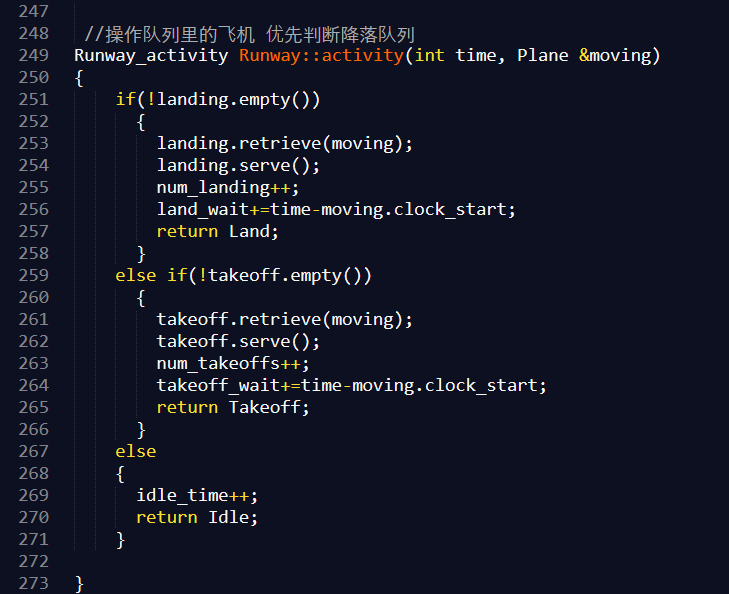 247
248 //操作队列里的飞机 优先判断降落队列
249 Runway_activity Runway::activity(int time, Plane &moving)
250 {
251 if(!landing.empty())
252 {
253 landing.retrieve(moving);
254 landing.serve();
255 num_landing++;
256 land_wait+=time-moving.clock_start;
257 return Land;
258 }
259 else if(!takeoff.empty())
260 {
261 takeoff.retrieve(moving);
262 takeoff.serve();
263 num_takeoffs++;
264 takeoff_wait+=time-moving.clock_start;
265 return Takeoff;
266 }
267 else
268 {
269 idle_time++;
270 return Idle;
271 }
272
273 }